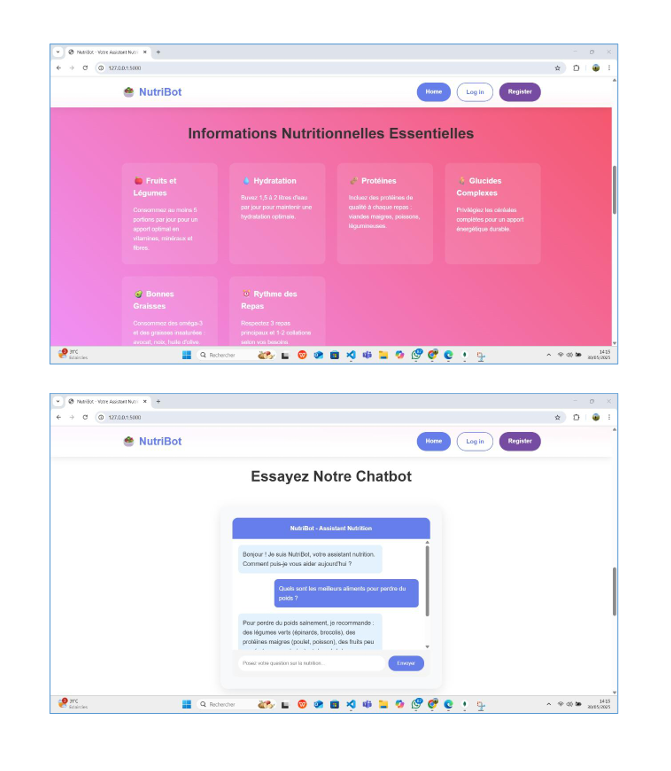 NutriBot - Votre Assistant Nutri
127.0.0.1:5000
NutriBot
Home
Log in
Register
Informations Nutritionnelles Essentielles
Fruits et
Légumes
Consommez au moins 5
portions par jour pour un
apport optimal en
vitamines, minéraux et
fibres.
Hydratation
Buvez 1,5 à 2 litres d'eau
par jour pour maintenir une
hydratation optimale.
Protéines
Incluez des protéines de
qualité à chaque repas :
viandes maigres, poissons,
légumineuses.
Glucides
Complexes
Privilégiez les céréales
complètes pour un apport
énergétique durable.
Bonnes
Graisses
Consommez des oméga-3
et des graisses insaturées :
avocat, noix, huile d'olive
Rythme des
Repas
Respectez 3 repas
principaux et 1-2 collations
selon vos besoins
Rechercher
14:15
30/05/2025
NutriBot - Votre Assistant Nutri
127.0.0.1:5000
NutriBot
Home
Log in
Register
Essayez Notre Chatbot
NutriBot - Assistant Nutrition
Bonjour ! Je suis NutriBot, votre assistant nutrition.
Comment puis-je vous aider aujourd'hui ?
Quels sont les meilleurs aliments pour perdre du
poids ?
Pour perdre du poids sainement, je recommande :
des légumes verts (épinards, brocolis), des
protéines maigres (poulet, poisson), des fruits peu
Posez votre question sur la nutrition...
Envoyer
Rechercher
14:15
30/05/2025